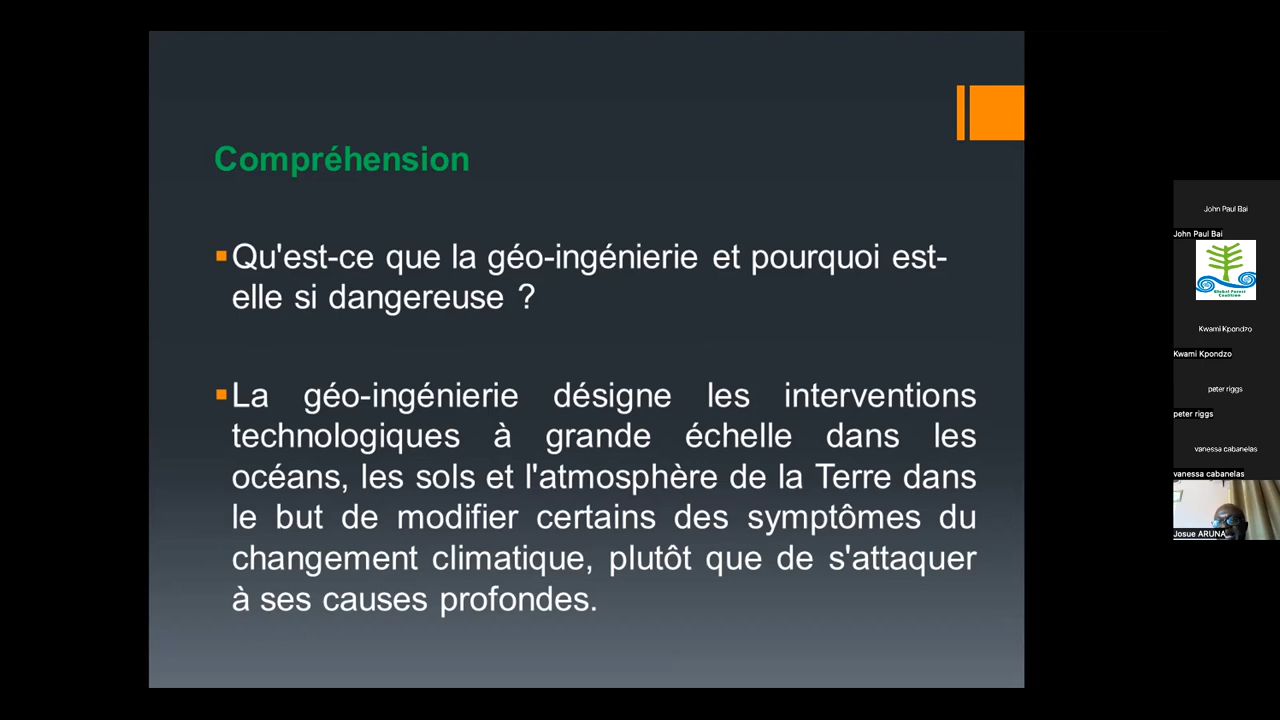 Compréhension
Qu'est-ce que la géo-ingénierie et pourquoi est-
elle si dangereuse ?
La géo-ingénierie désigne les interventions
technologiques à grande échelle dans les
océans, les sols et l'atmosphère de la Terre dans
le but de modifier certains des symptômes du
changement climatique, plutôt que de s'attaquer
à ses causes profondes.
John Paul Bai
John Paul Bai
Global Forest
Coalition
Kwami Kpondzo
Kwami Kpondzo
peter riggs
peter riggs
vanessa cabanelas
vanessa cabanelas
Josue ARUNA